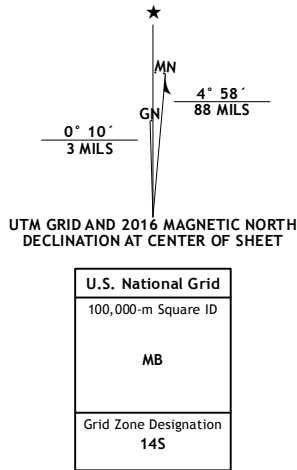 ★
MN
GN
4° 58´
88 MILS
0° 10´
3 MILS
UTM GRID AND 2016 MAGNETIC NORTH
DECLINATION AT CENTER OF SHEET
U.S. National Grid
100,000-m Square ID
MB
Grid Zone Designation
14S